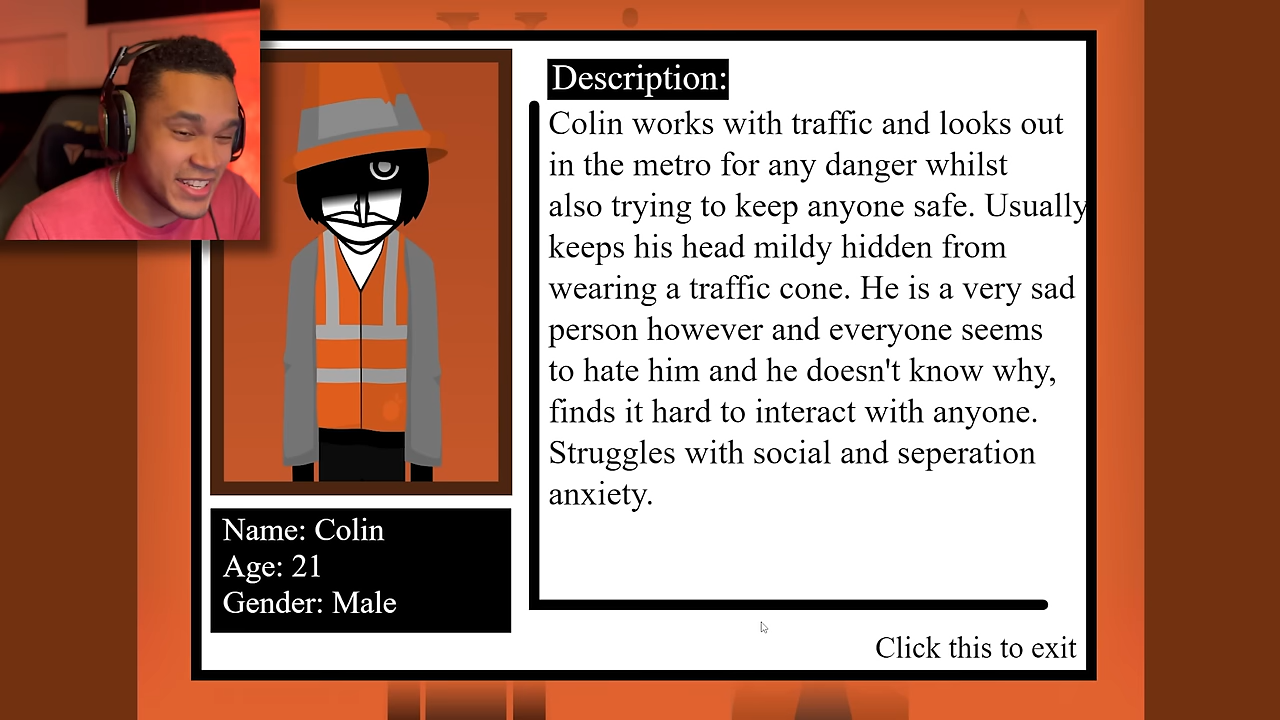 Description:
Colin works with traffic and looks out
in the metro for any danger whilst
also trying to keep anyone safe. Usually
keeps his head mildy hidden from
wearing a traffic cone. He is a very sad
person however and everyone seems
to hate him and he doesn't know why,
finds it hard to interact with anyone.
Struggles with social and seperation
anxiety.
Name: Colin
Age: 21
Gender: Male
Click this to exit